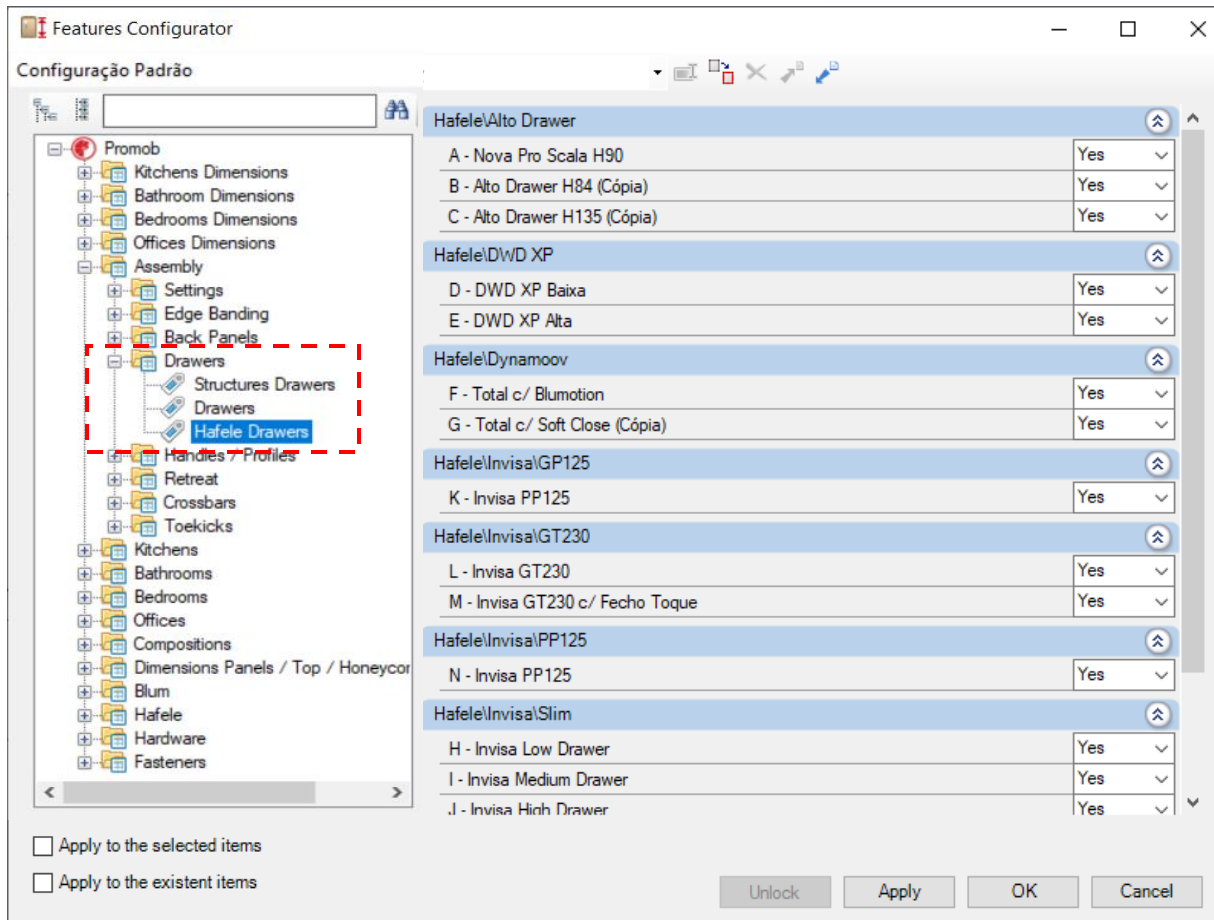 Features Configurator
Configuração Padrão
Promob
Kitchens Dimensions
Bathroom Dimensions
Bedrooms Dimensions
Offices Dimensions
Assembly
Settings
Edge Banding
Back Panels
Drawers
Structures Drawers
Drawers
Hafele Drawers
Handles / Profiles
Retreat
Crossbars
Toekicks
Kitchens
Bathrooms
Bedrooms
Offices
Compositions
Dimensions Panels / Top / Honeycor
Blum
Hafele
Hardware
Fasteners
Hafele\Alto Drawer
A - Nova Pro Scala H90 Yes
B - Alto Drawer H84 (Cópia) Yes
C - Alto Drawer H135 (Cópia) Yes
Hafele\DWD XP
D - DWD XP Baixa Yes
E - DWD XP Alta Yes
Hafele\Dynamoov
F - Total c/ Blumotion Yes
G - Total c/ Soft Close (Cópia) Yes
Hafele\Invisa\GP125
K - Invisa PP125 Yes
Hafele\Invisa\GT230
L - Invisa GT230 Yes
M - Invisa GT230 c/ Fecho Toque Yes
Hafele\Invisa\PP125
N - Invisa PP125 Yes
Hafele\Invisa\Slim
H - Invisa Low Drawer Yes
I - Invisa Medium Drawer Yes
J - Invisa High Drawer Yes
Apply to the selected items
Apply to the existent items
Unlock Apply OK Cancel